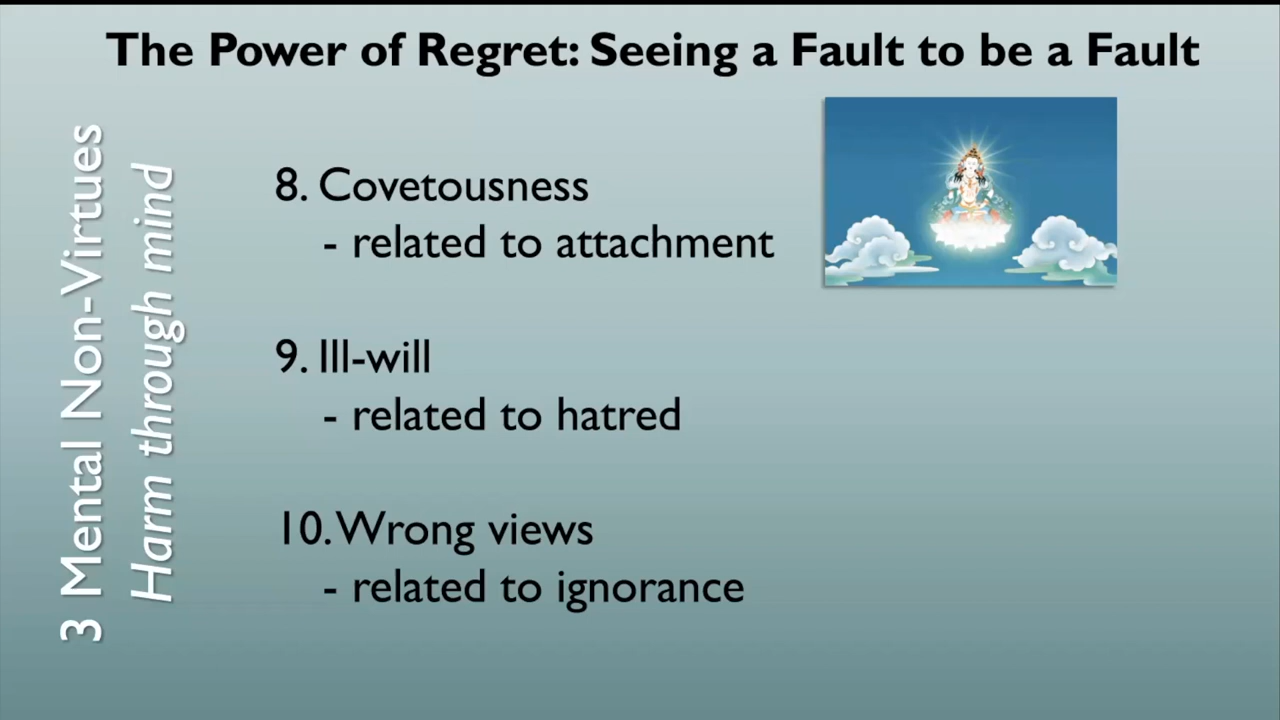 The Power of Regret: Seeing a Fault to be a Fault
3 Mental Non-Virtues
Harm through mind
8. Covetousness
- related to attachment
9. Ill-will
- related to hatred
10. Wrong views
- related to ignorance